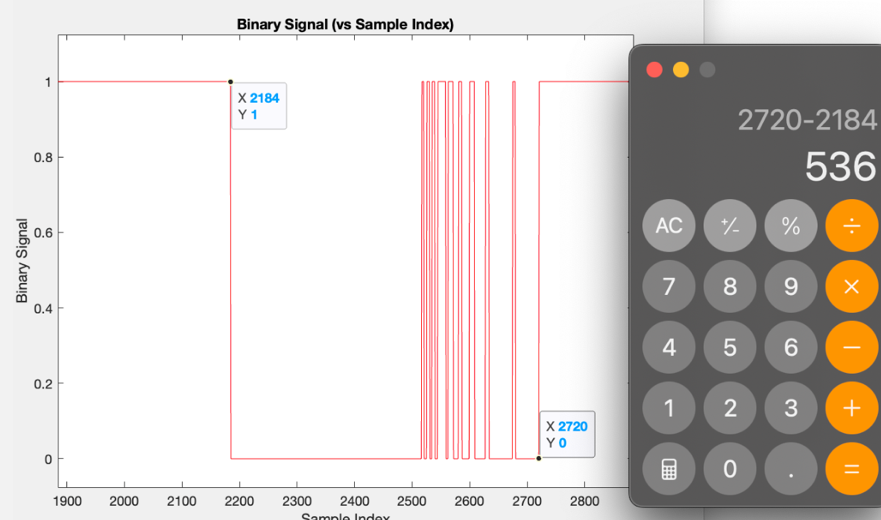 Binary Signal (vs Sample Index)
Binary Signal
1
0.8
0.6
0.4
0.2
0
X 2184
Y 1
X 2720
Y 0
1900 2000 2100 2200 2300 2400 2500 2600 2700 2800
Sample Index
2720-2184
536
AC +/- % ÷
7 8 9 ×
4 5 6 −
1 2 3 +
0 . =